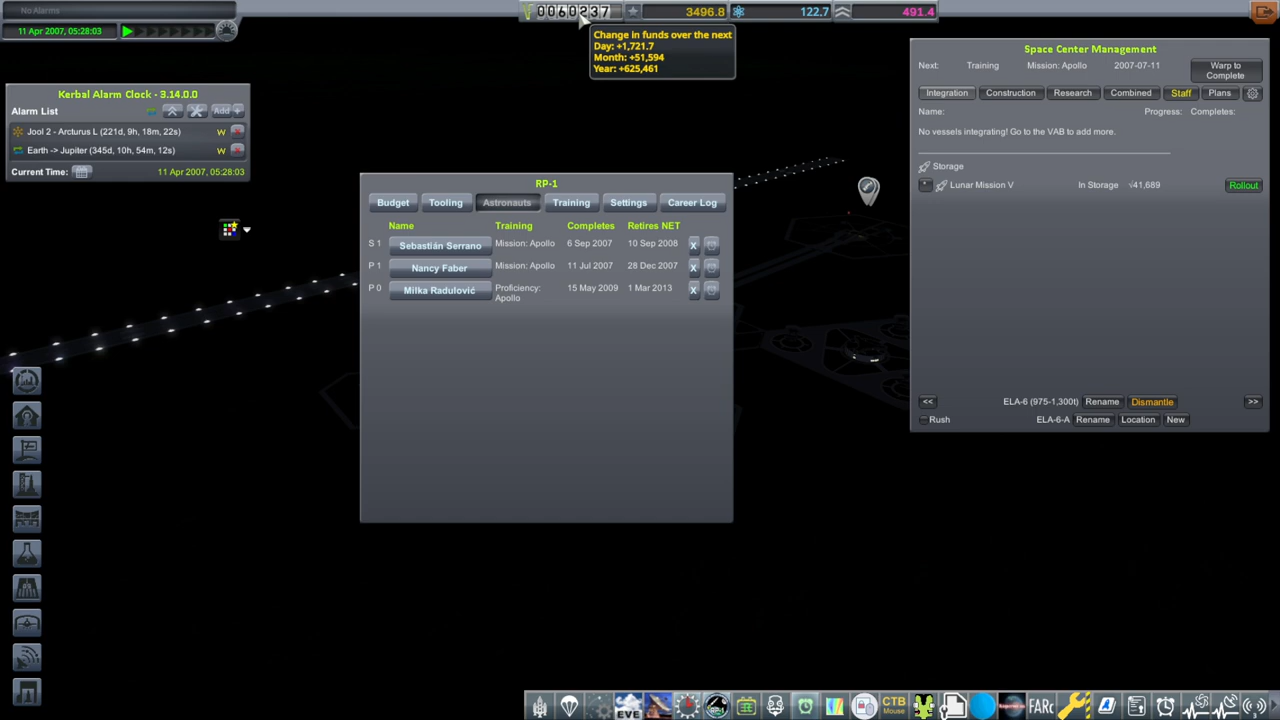 No Alarms
11 Apr 2007, 05:28:03
0060237
3496.8
122.7
491.4
Change in funds over the next
Day: +1,721.7
Month: +51,594
Year: +625,461
Kerbal Alarm Clock - 3.14.0.0
Alarm List
Add +
Jool 2 - Arcturus L (221d, 9h, 18m, 22s) W X
Earth -> Jupiter (345d, 10h, 54m, 12s) W X
Current Time: 11 Apr 2007, 05:28:03
RP-1
Budget Tooling Astronauts Training Settings Career Log
Name Training Completes Retires NET
S 1 Sebastián Serrano Mission: Apollo 6 Sep 2007 10 Sep 2008 X
P 1 Nancy Faber Mission: Apollo 11 Jul 2007 28 Dec 2007 X
P 0 Milka Radulović Proficiency: Apollo 15 May 2009 1 Mar 2013 X
Space Center Management
Next: Training Mission: Apollo 2007-07-11 Warp to Complete
Integration Construction Research Combined Staff Plans
Name: Progress: Completes:
No vessels integrating! Go to the VAB to add more.
Storage
* Lunar Mission V In Storage √41,689 Rollout
<< ELA-6 (975-1,300t) Rename Dismantle >>
Rush ELA-6-A Rename Location New
EVE
RP-1
CTB
Mouse
FARc